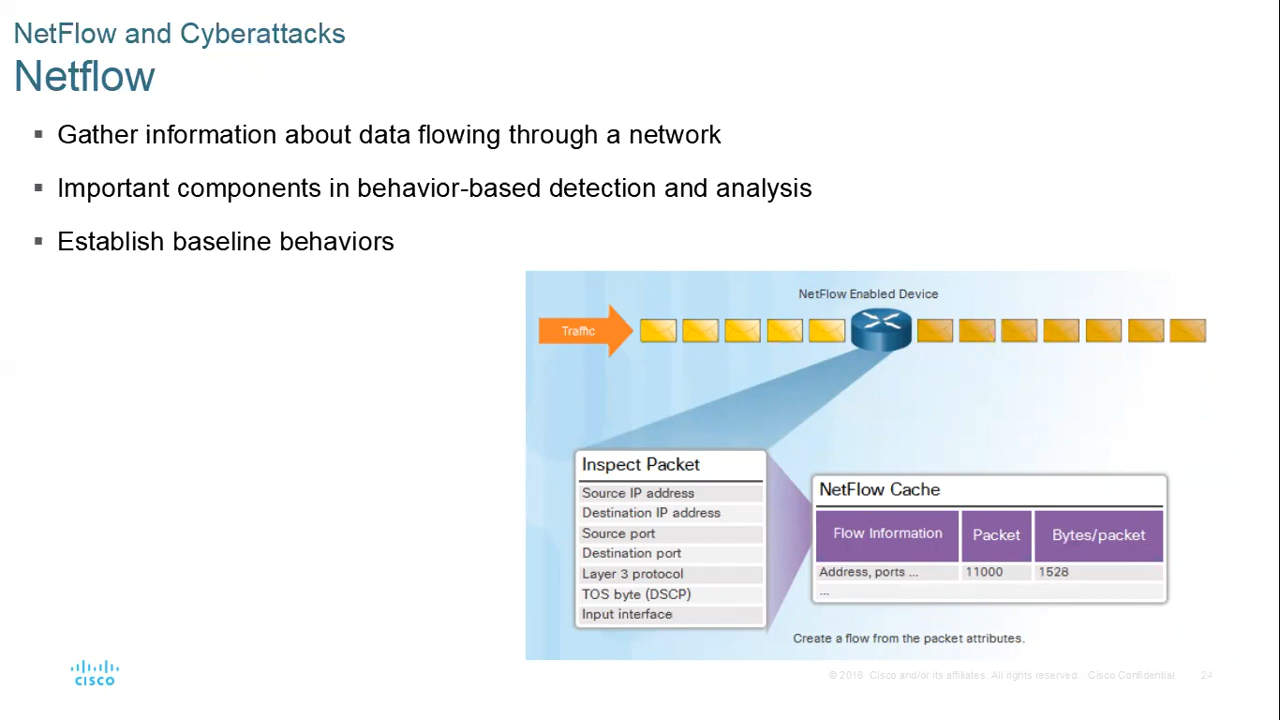 NetFlow and Cyberattacks
Netflow
Gather information about data flowing through a network
Important components in behavior-based detection and analysis
Establish baseline behaviors
NetFlow Enabled Device
Traffic
Inspect Packet
Source IP address
Destination IP address
Source port
Destination port
Layer 3 protocol
TOS byte (DSCP)
Input interface
NetFlow Cache
Flow Information Packet Bytes/packet
Address, ports ... 11000 1528
...
Create a flow from the packet attributes.
CISCO
Cisco and/or its affiliates. All rights reserved. Cisco Confidential